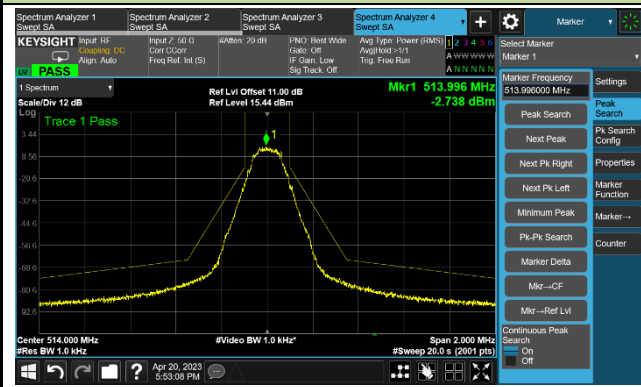 Spectrum Analyzer 1
Swept SA
Spectrum Analyzer 2
Swept SA
Spectrum Analyzer 3
Swept SA
Spectrum Analyzer 4
Swept SA
Marker
KEYSIGHT
Input: RF
Coupling: DC
Align: Auto
Input Z: 50 Ω
Corr CCorr
Freq Ref: Int (S)
#Atten: 20 dB
PNO: Best Wide
Gate: Off
IF Gain: Low
Sig Track: Off
Avg Type: Power (RMS)
Avg|Hold:>1/1
Trig: Free Run
1 2 3 4 5 6
A W W W W W
A N N N N N
PASS
Select Marker
Marker 1
1 Spectrum
Scale/Div 12 dB
Ref Lvl Offset 11.00 dB
Ref Level 15.44 dBm
Mkr1 513.996 MHz
-2.738 dBm
Log
Trace 1 Pass
1
3.44
-8.56
-20.6
-32.6
-44.6
-56.6
-68.6
-80.6
-92.6
Center 514.000 MHz
#Res BW 1.0 kHz
#Video BW 1.0 kHz*
Span 2.000 MHz
#Sweep 20.0 s (2001 pts)
Marker Frequency
513.996000 MHz
Peak Search
Next Peak
Next Pk Right
Next Pk Left
Minimum Peak
Pk-Pk Search
Marker Delta
Mkr→CF
Mkr→Ref Lvl
Continuous Peak
Search
On
Off
Settings
Peak
Search
Pk Search
Config
Properties
Marker
Function
Marker→
Counter
?
Apr 20, 2023
5:53:08 PM